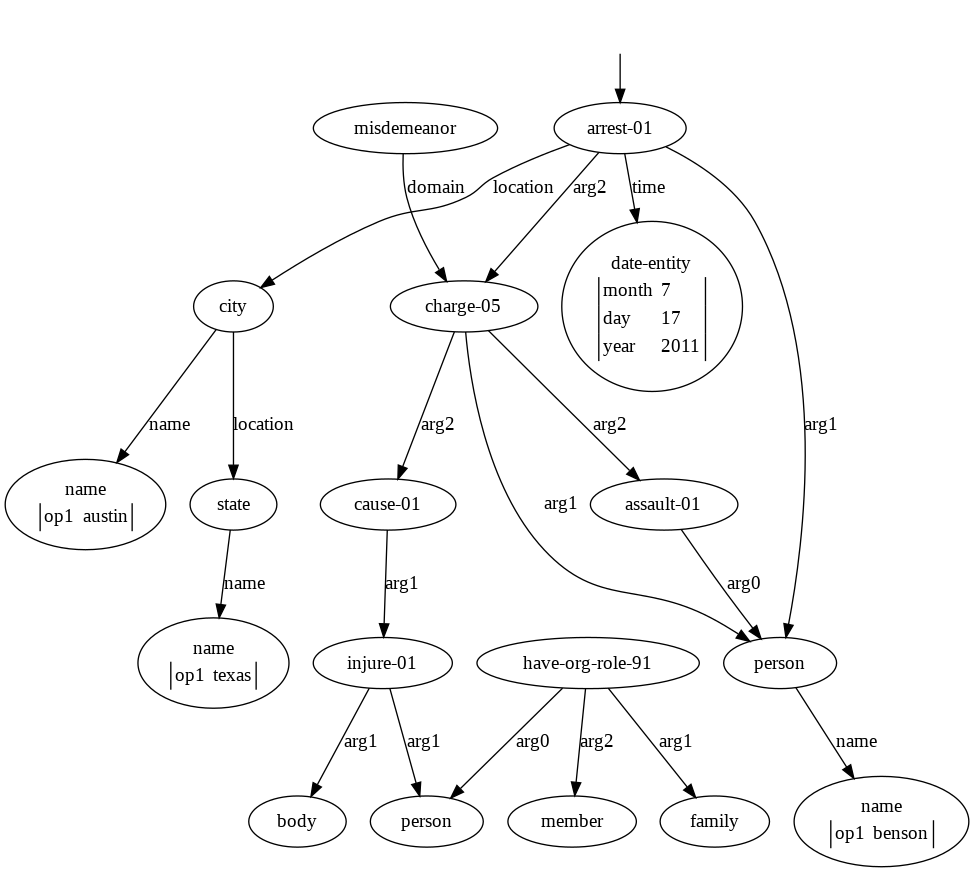 misdemeanor
arrest-01
domain
location
arg2
time
city
charge-05
date-entity
month 7
day 17
year 2011
name
location
arg2
arg2
arg1
name
op1 austin
state
cause-01
arg1
assault-01
name
arg1
arg0
name
op1 texas
injure-01
have-org-role-91
person
arg1
arg1
arg0
arg2
arg1
name
body
person
member
family
name
op1 benson